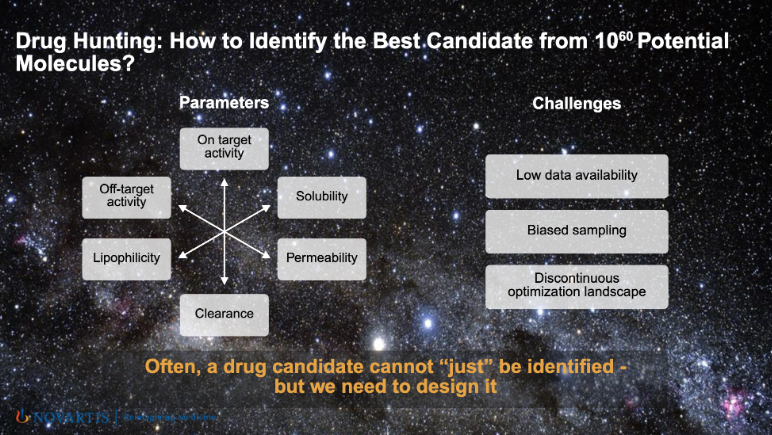 Drug Hunting: How to Identify the Best Candidate from 10⁶⁰ Potential
Molecules?
Parameters
On target
activity
Off-target
activity
Solubility
Lipophilicity
Permeability
Clearance
Challenges
Low data availability
Biased sampling
Discontinuous
optimization landscape
Often, a drug candidate cannot “just” be identified -
but we need to design it
NOVARTIS